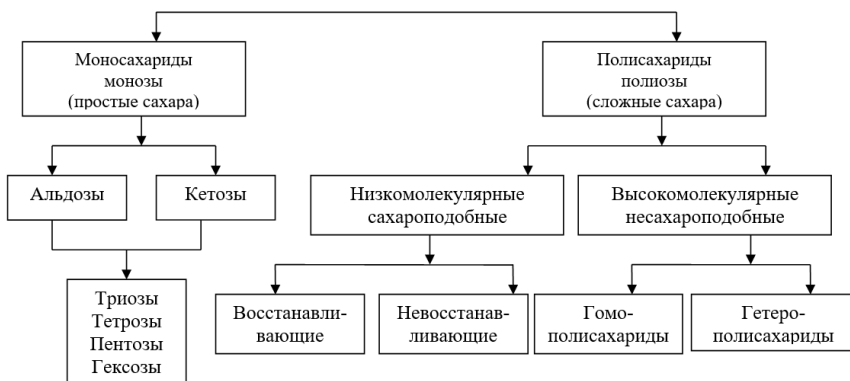 Моносахариды
монозы
(простые сахара)
Полисахариды
полиозы
(сложные сахара)
Альдозы
Кетозы
Низкомолекулярные
сахароподобные
Высокомолекулярные
несахароподобные
Триозы
Тетрозы
Пентозы
Гексозы
Восстанавли-
вающие
Невосстанав-
ливающие
Гомо-
полисахариды
Гетеро-
полисахариды